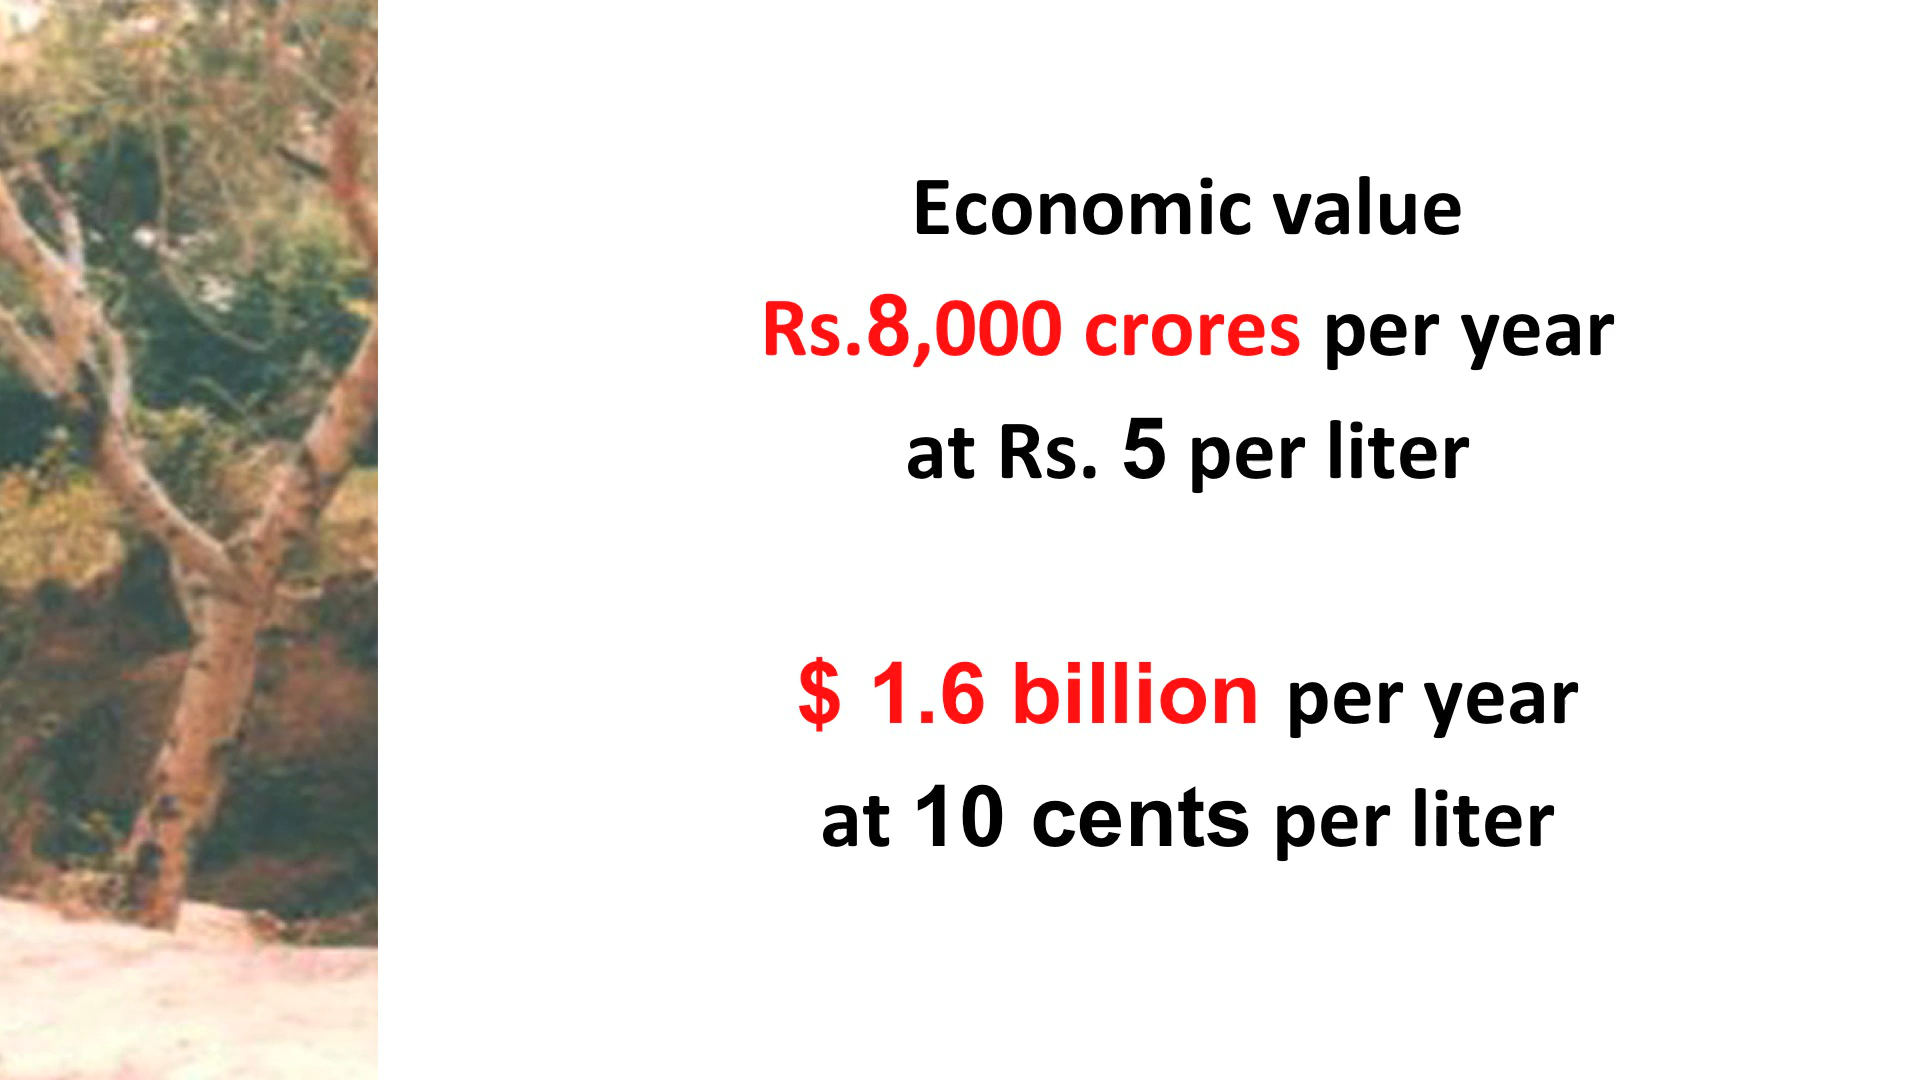 Economic value
Rs.8,000 crores per year
at Rs. 5 per liter
$ 1.6 billion per year
at 10 cents per liter